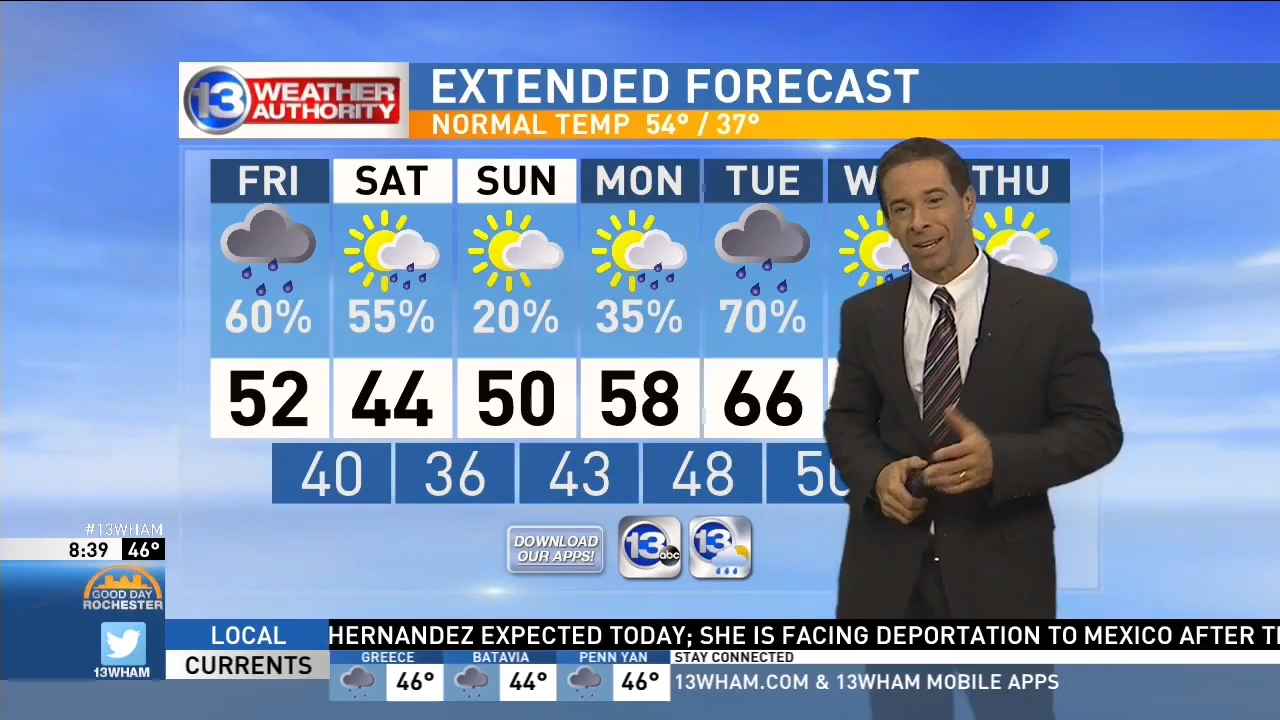 13 WEATHER AUTHORITY
EXTENDED FORECAST
NORMAL TEMP 54° / 37°
FRI SAT SUN MON TUE W THU
60% 55% 20% 35% 70%
52 44 50 58 66
40 36 43 48 50
DOWNLOAD OUR APPS!
13 abc
13
#13WHAM
8:39 46°
GOOD DAY
ROCHESTER
13WHAM
LOCAL
HERNANDEZ EXPECTED TODAY; SHE IS FACING DEPORTATION TO MEXICO AFTER
CURRENTS
GREECE BATAVIA PENN YAN STAY CONNECTED
46° 44° 46° 13WHAM.COM & 13WHAM MOBILE APPS